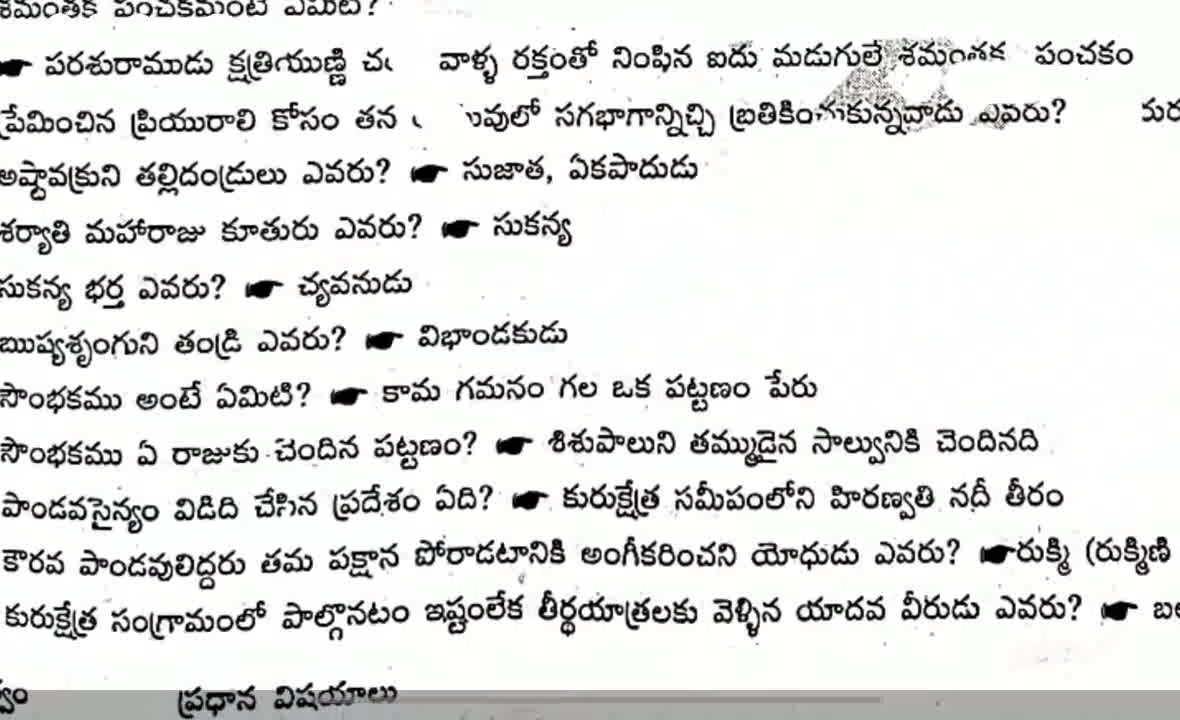 శమంతక పంచకమంటే ఏమిటి?
పరశురాముడు క్షత్రియుణ్ణి వాళ్ళ రక్తంతో నింపిన ఐదు మడుగులే శమంతక పంచకం
ప్రేమించిన ప్రియురాలి కోసం తన సగభాగాన్నిచ్చి బ్రతికించుకున్నవాడు ఎవరు?
అష్టావక్రుని తల్లిదండ్రులు ఎవరు? ☛ సుజాత, ఏకపాదుడు
శర్యాతి మహారాజు కూతురు ఎవరు? ☛ సుకన్య
సుకన్య భర్త ఎవరు? ☛ చ్యవనుడు
ఋష్యశృంగుని తండ్రి ఎవరు? ☛ విభాండకుడు
సౌంభకము అంటే ఏమిటి? ☛ కామ గమనం గల ఒక పట్టణం పేరు
సౌంభకము ఏ రాజుకు చెందిన పట్టణం? ☛ శిశుపాలుని తమ్ముడైన సాల్వునికి చెందినది
పాండవసైన్యం విడిది చేసిన ప్రదేశం ఏది? ☛ కురుక్షేత్ర సమీపంలోని హిరణ్వతి నదీ తీరం
కౌరవ పాండవులిద్దరు తమ పక్షాన పోరాడటానికి అంగీకరించని యోధుడు ఎవరు? ☛రుక్మి (రుక్మిణి
కురుక్షేత్ర సంగ్రామంలో పాల్గొనటం ఇష్టంలేక తీర్థయాత్రలకు వెళ్ళిన యాదవ వీరుడు ఎవరు? ☛
ప్రధాన విషయాలు